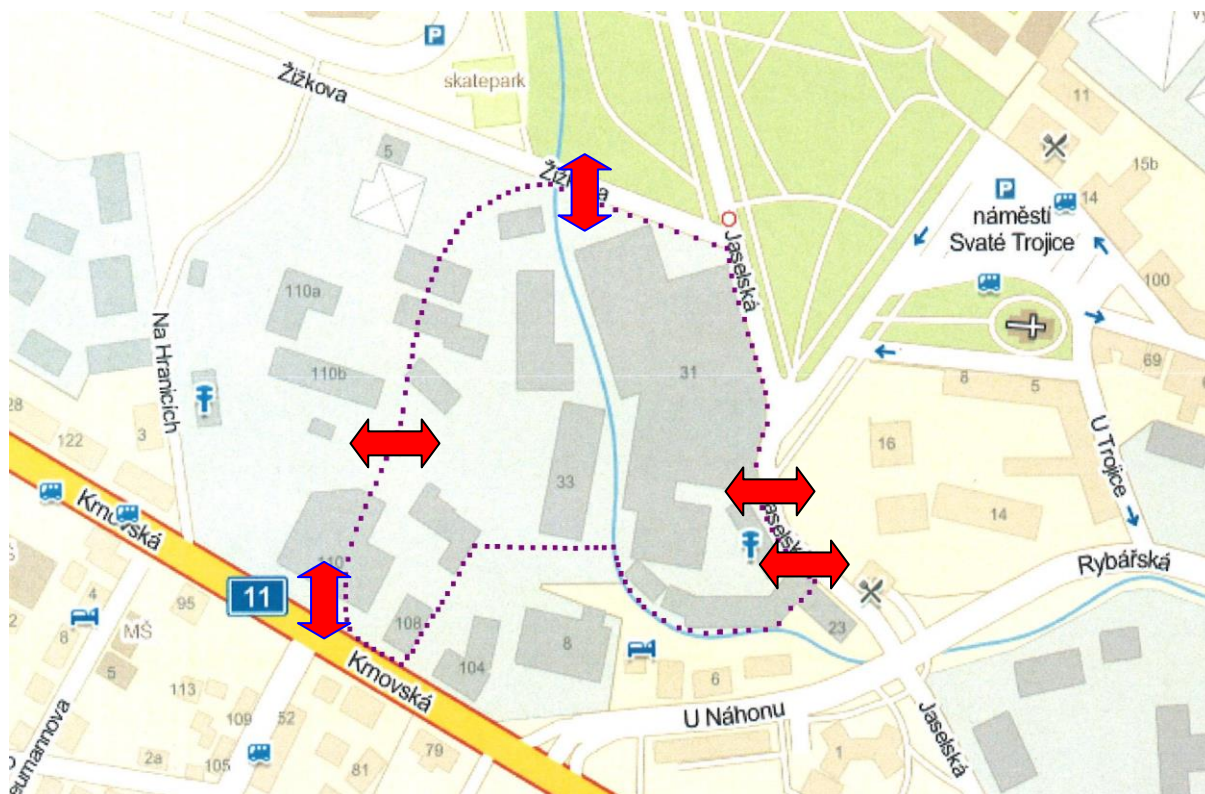 P
skatepark
Žižkova
11
15b
5
Žižkova
P
14
náměstí
Svaté Trojice
Jaselská
100
110a
Na Hranicích
31
110b
69
8
5
28
122
3
16
U Trojice
33
14
Krnovská
Krnovská
Jaselská
110
Rybářská
11
4
95
MŠ
8
108
23
5
8
104
6
Krnovská
113
109
52
U Náhonu
Jaselská
79
1
2a
105
81